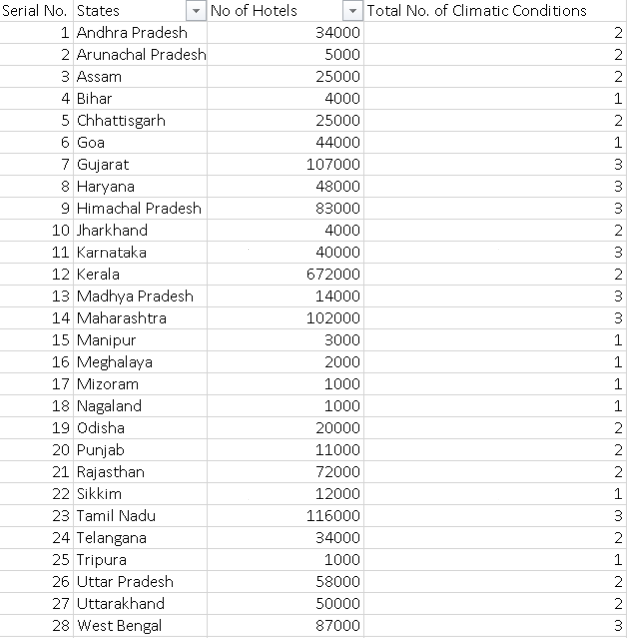 Serial No. States No of Hotels Total No. of Climatic Conditions
1 Andhra Pradesh 34000 2
2 Arunachal Pradesh 5000 2
3 Assam 25000 2
4 Bihar 4000 1
5 Chhattisgarh 25000 2
6 Goa 44000 1
7 Gujarat 107000 3
8 Haryana 48000 3
9 Himachal Pradesh 83000 3
10 Jharkhand 4000 2
11 Karnataka 40000 3
12 Kerala 672000 2
13 Madhya Pradesh 14000 3
14 Maharashtra 102000 3
15 Manipur 3000 1
16 Meghalaya 2000 1
17 Mizoram 1000 1
18 Nagaland 1000 1
19 Odisha 20000 2
20 Punjab 11000 2
21 Rajasthan 72000 2
22 Sikkim 12000 1
23 Tamil Nadu 116000 3
24 Telangana 34000 2
25 Tripura 1000 1
26 Uttar Pradesh 58000 2
27 Uttarakhand 50000 2
28 West Bengal 87000 3